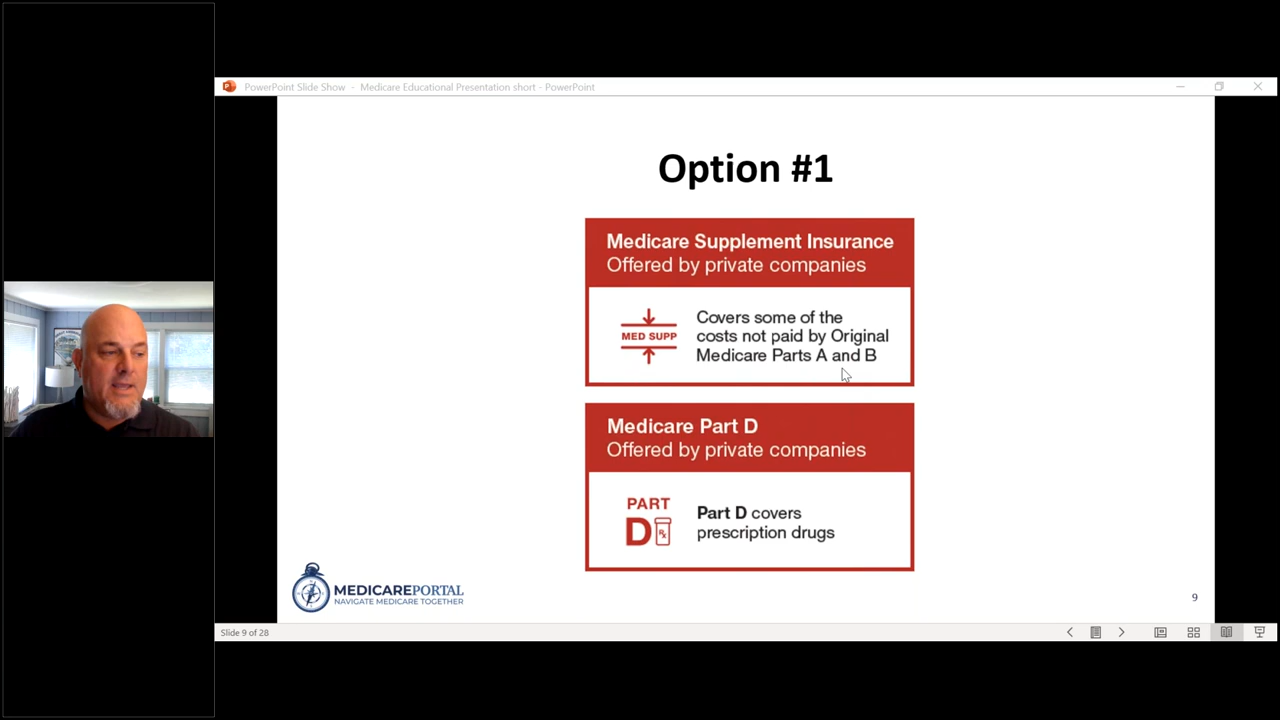 PowerPoint Slide Show - Medicare Educational Presentation short - PowerPoint
Option #1
Medicare Supplement Insurance
Offered by private companies
MED SUPP
Covers some of the
costs not paid by Original
Medicare Parts A and B
Medicare Part D
Offered by private companies
PART
D
Rx
Part D covers
prescription drugs
MEDICAREPORTAL
NAVIGATE MEDICARE TOGETHER
9
Slide 9 of 28